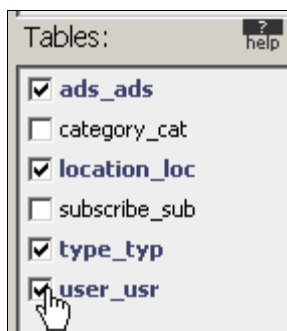 Tables:
?
help
ads_ads
category_cat
location_loc
subscribe_sub
type_typ
user_usr